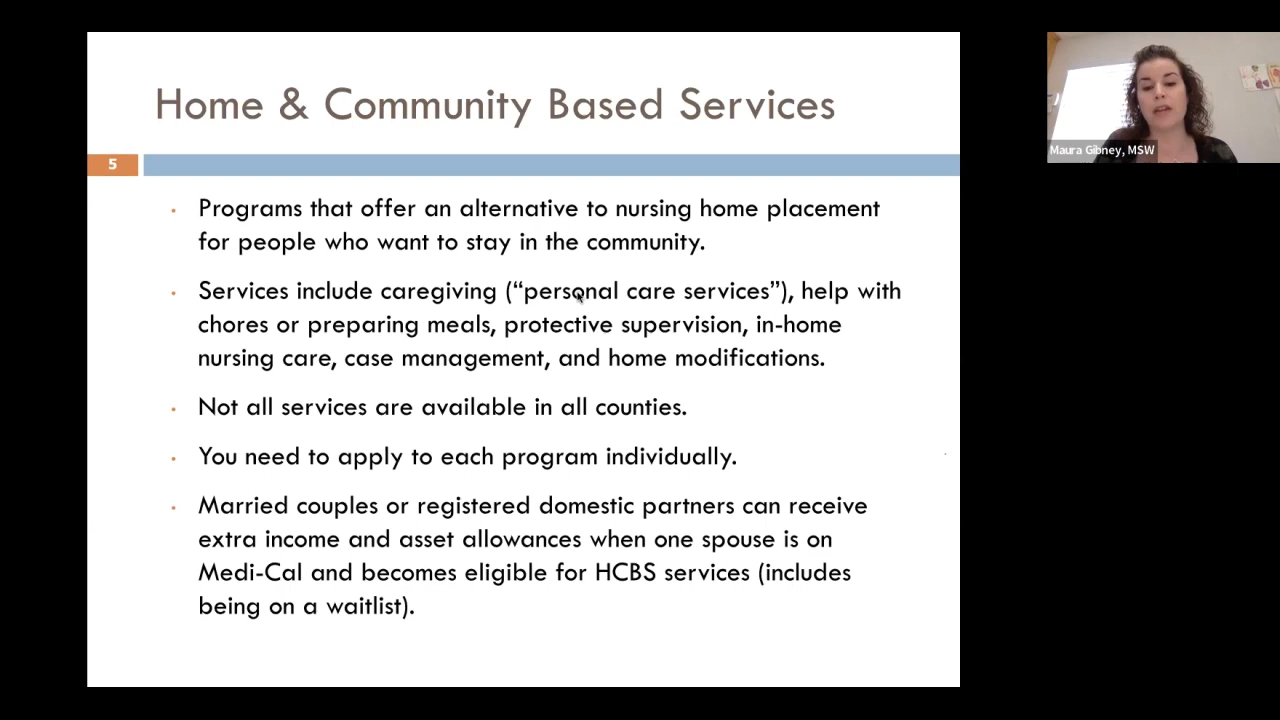 Home & Community Based Services
5
• Programs that offer an alternative to nursing home placement
for people who want to stay in the community.
• Services include caregiving (“personal care services”), help with
chores or preparing meals, protective supervision, in-home
nursing care, case management, and home modifications.
• Not all services are available in all counties.
• You need to apply to each program individually.
• Married couples or registered domestic partners can receive
extra income and asset allowances when one spouse is on
Medi-Cal and becomes eligible for HCBS services (includes
being on a waitlist).
Maura Gibney, MSW